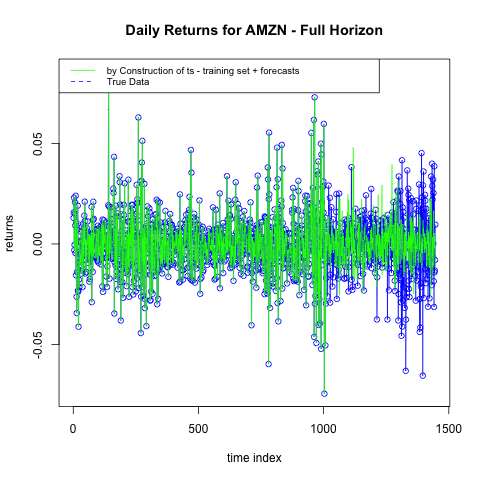 Daily Returns for AMZN - Full Horizon
by Construction of ts - training set + forecasts
True Data
0.05
0.00
-0.05
returns
0
500
1000
1500
time index